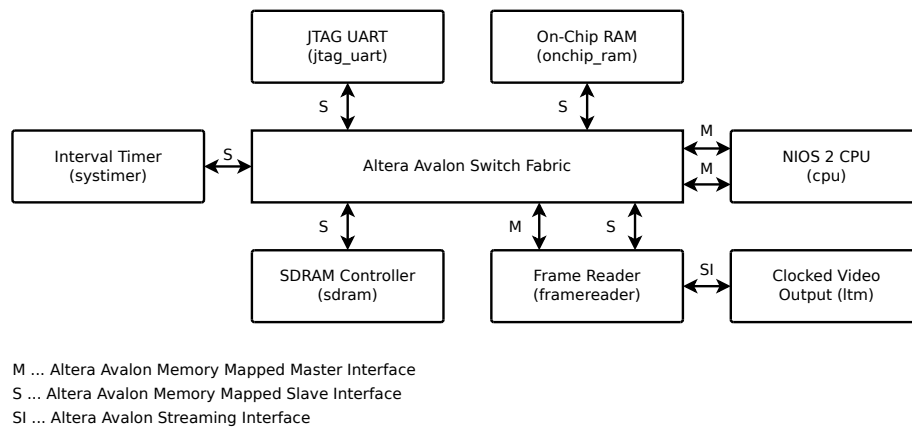 JTAG UART
(jtag_uart)
On-Chip RAM
(onchip_ram)
S
S
Interval Timer
(systimer)
S
Altera Avalon Switch Fabric
M
M
NIOS 2 CPU
(cpu)
S
M
S
SDRAM Controller
(sdram)
Frame Reader
(framereader)
SI
Clocked Video
Output (ltm)
M ... Altera Avalon Memory Mapped Master Interface
S ... Altera Avalon Memory Mapped Slave Interface
SI ... Altera Avalon Streaming Interface